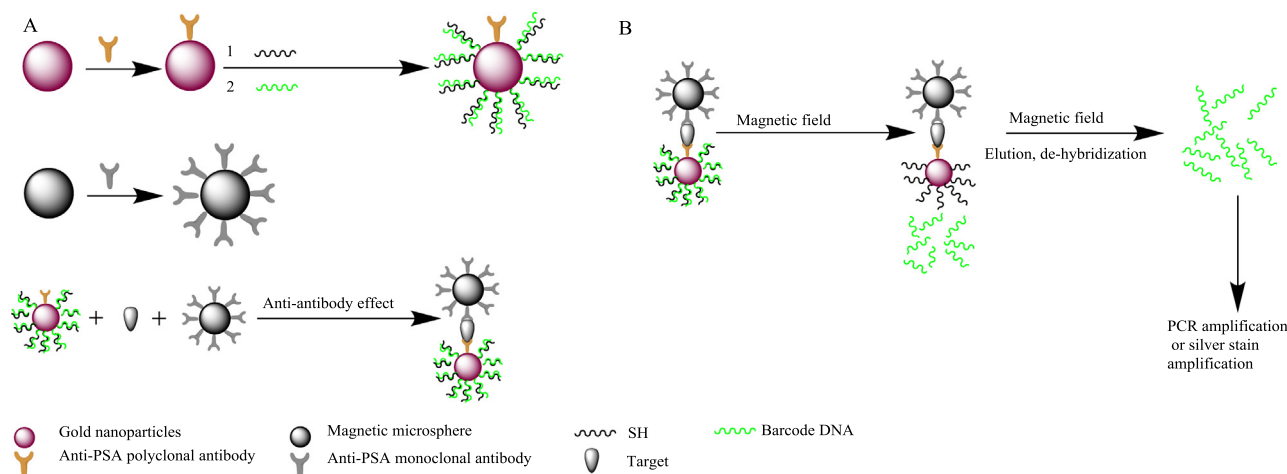 A
1
2
Anti-antibody effect
+
+
B
Magnetic field
Magnetic field
Elution, de-hybridization
PCR amplification
or silver stain
amplification
Gold nanoparticles
Magnetic microsphere
SH
Barcode DNA
Anti-PSA polyclonal antibody
Anti-PSA monoclonal antibody
Target